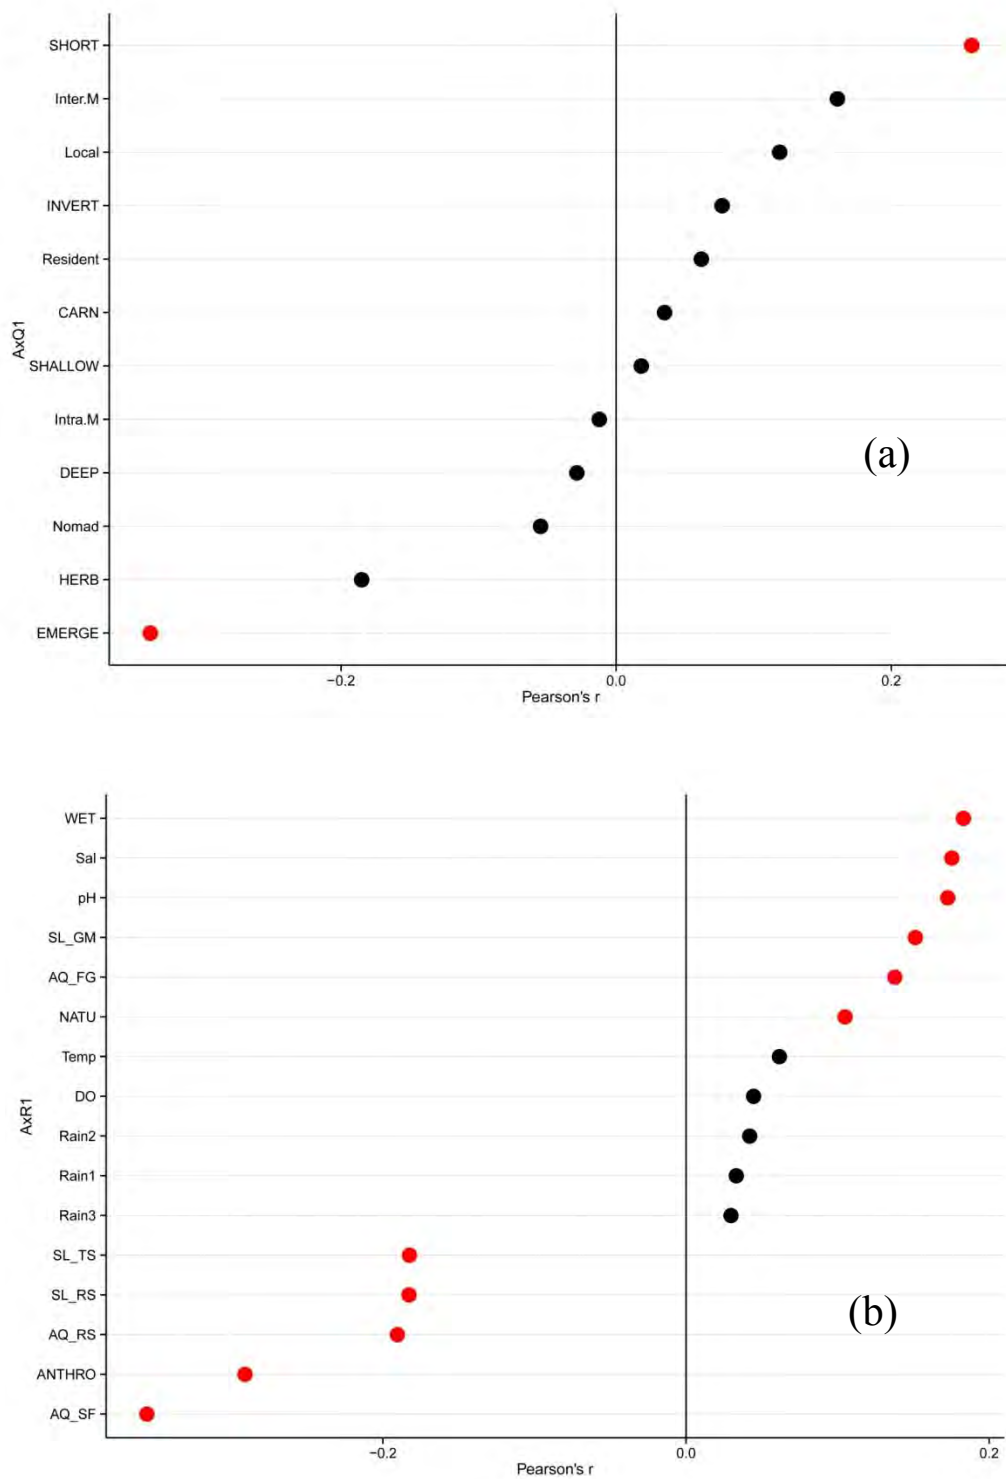 SHORT
Inter.M
Local
INVERT
Resident
CARN
SHALLOW
Intra.M
DEEP
Nomad
HERB
EMERGE
AxQ1
(a)
−0.2
0.0
0.2
Pearson's r
WET
Sal
pH
SL_GM
AQ_FG
NATU
Temp
DO
Rain2
Rain1
Rain3
SL_TS
SL_RS
AQ_RS
ANTHRO
AQ_SF
AxR1
(b)
−0.2
0.0
0.2
Pearson's r